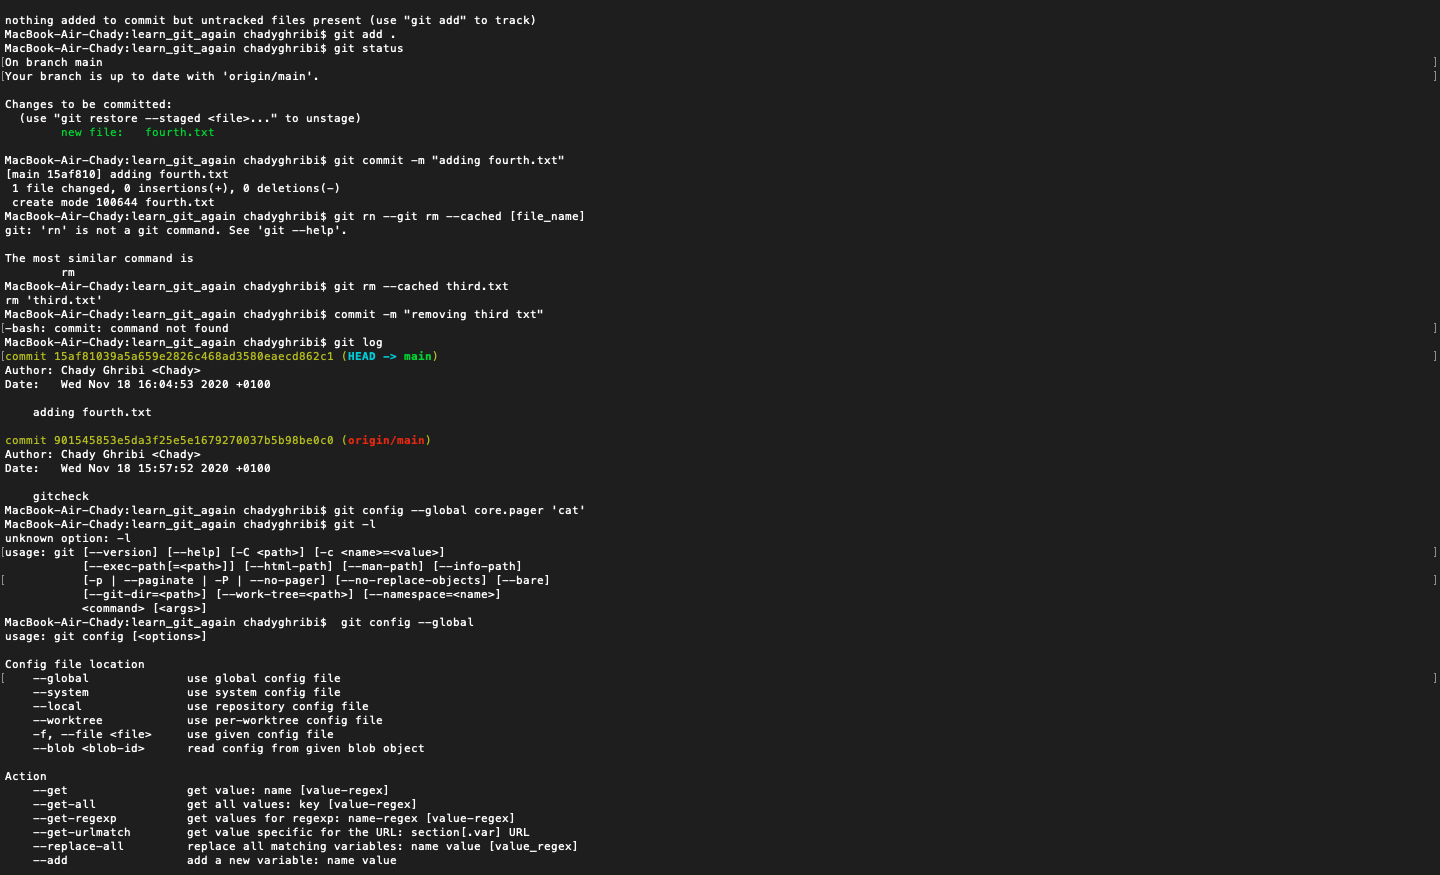 nothing added to commit but untracked files present (use "git add" to track)
MacBook-Air-Chady:learn_git_again chadyghribi$ git add .
MacBook-Air-Chady:learn_git_again chadyghribi$ git status
[On branch main ]
[Your branch is up to date with 'origin/main'. ]
Changes to be committed:
  (use "git restore --staged <file>..." to unstage)
        new file:   fourth.txt
MacBook-Air-Chady:learn_git_again chadyghribi$ git commit -m "adding fourth.txt"
[main 15af810] adding fourth.txt
 1 file changed, 0 insertions(+), 0 deletions(-)
 create mode 100644 fourth.txt
MacBook-Air-Chady:learn_git_again chadyghribi$ git rn --git rm --cached [file_name]
git: 'rn' is not a git command. See 'git --help'.
The most similar command is
        rm
MacBook-Air-Chady:learn_git_again chadyghribi$ git rm --cached third.txt
rm 'third.txt'
MacBook-Air-Chady:learn_git_again chadyghribi$ commit -m "removing third txt"
[-bash: commit: command not found ]
MacBook-Air-Chady:learn_git_again chadyghribi$ git log
[commit 15af81039a5a659e2826c468ad3580eaecd862c1 (HEAD -> main) ]
Author: Chady Ghribi <Chady>
Date:   Wed Nov 18 16:04:53 2020 +0100
    adding fourth.txt
commit 901545853e5da3f25e5e1679270037b5b98be0c0 (origin/main)
Author: Chady Ghribi <Chady>
Date:   Wed Nov 18 15:57:52 2020 +0100
    gitcheck
MacBook-Air-Chady:learn_git_again chadyghribi$ git config --global core.pager 'cat'
MacBook-Air-Chady:learn_git_again chadyghribi$ git -l
unknown option: -l
[usage: git [--version] [--help] [-C <path>] [-c <name>=<value>] ]
           [--exec-path[=<path>]] [--html-path] [--man-path] [--info-path]
[           [-p | --paginate | -P | --no-pager] [--no-replace-objects] [--bare] ]
           [--git-dir=<path>] [--work-tree=<path>] [--namespace=<name>]
           <command> [<args>]
MacBook-Air-Chady:learn_git_again chadyghribi$  git config --global
usage: git config [<options>]
Config file location
[    --global              use global config file ]
    --system              use system config file
    --local               use repository config file
    --worktree            use per-worktree config file
    -f, --file <file>     use given config file
    --blob <blob-id>      read config from given blob object
Action
    --get                 get value: name [value-regex]
    --get-all             get all values: key [value-regex]
    --get-regexp          get values for regexp: name-regex [value-regex]
    --get-urlmatch        get value specific for the URL: section[.var] URL
    --replace-all         replace all matching variables: name value [value_regex]
    --add                 add a new variable: name value